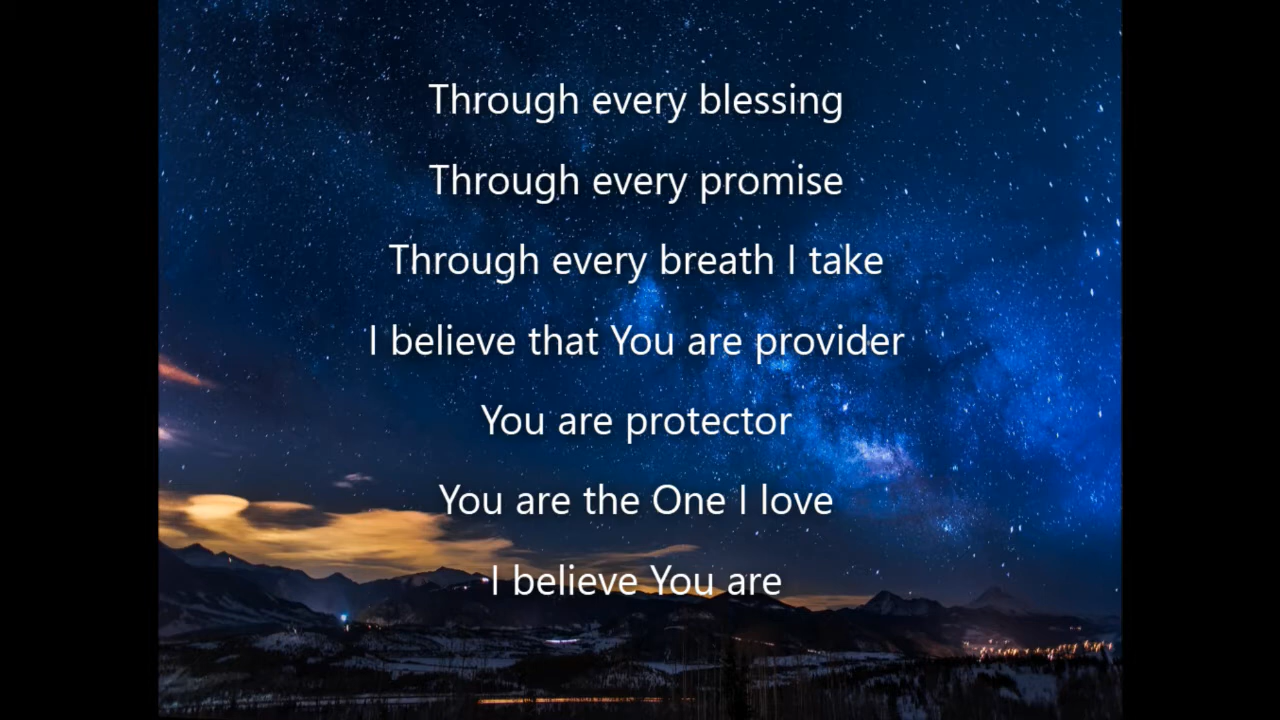 Through every blessing
Through every promise
Through every breath I take
I believe that You are provider
You are protector
You are the One I love
I believe You are